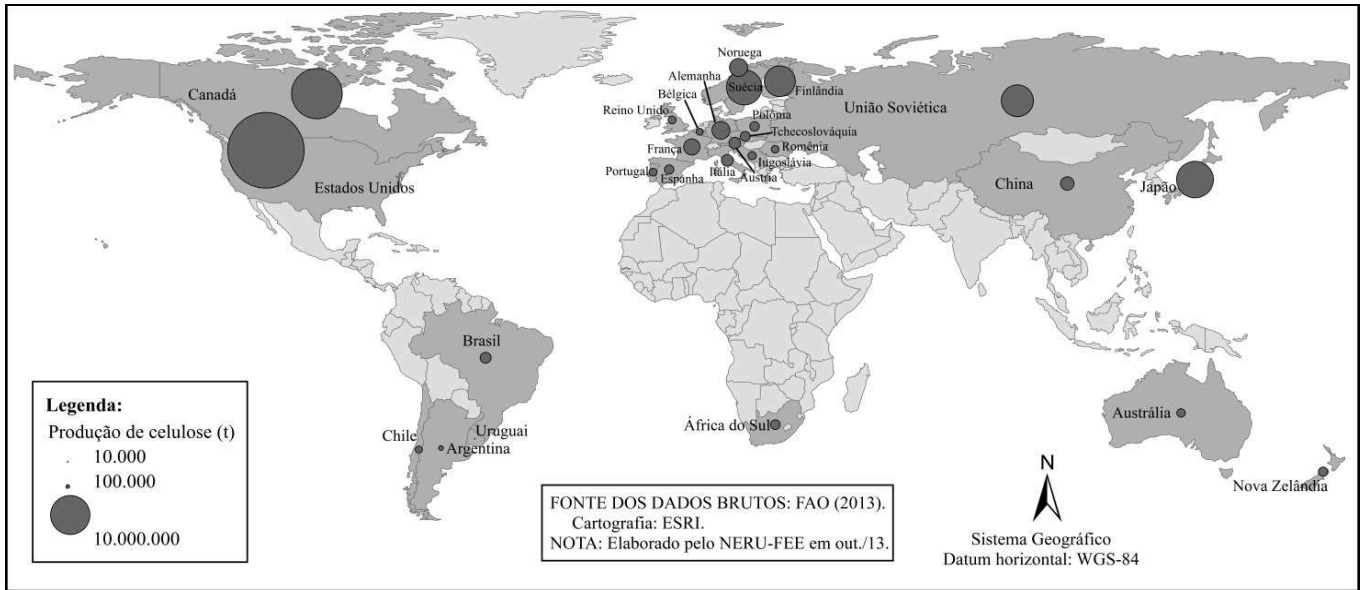 Noruega
Canadá
Alemanha
Suécia
Finlândia
Bélgica
União Soviética
Reino Unido
Polônia
Tchecoslováquia
França
Romênia
Iugoslávia
Portugal
Espanha
Itália
Áustria
Estados Unidos
China
Japão
Brasil
Chile
Uruguai
Argentina
África do Sul
Austrália
Nova Zelândia
Legenda:
Produção de celulose (t)
10.000
100.000
10.000.000
FONTE DOS DADOS BRUTOS: FAO (2013).
Cartografia: ESRI.
NOTA: Elaborado pelo NERU-FEE em out./13.
N
Sistema Geográfico
Datum horizontal: WGS-84